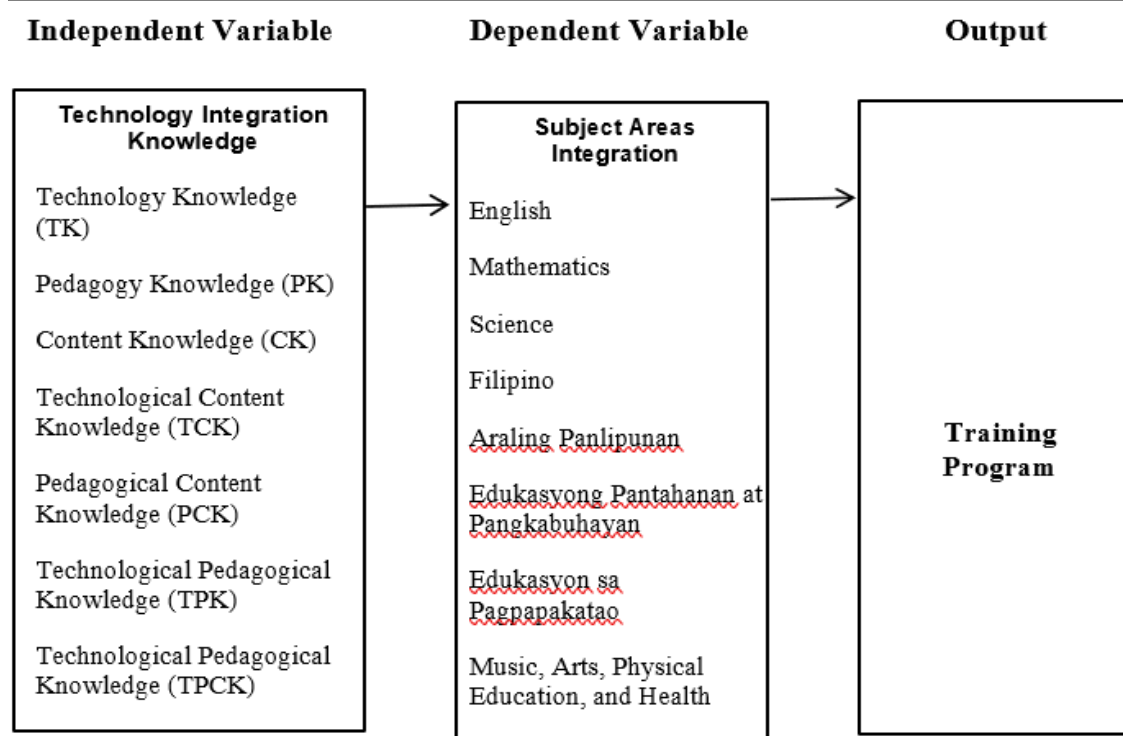 Independent Variable
Dependent Variable
Output
Technology Integration
Knowledge
Technology Knowledge
(TK)
Pedagogy Knowledge (PK)
Content Knowledge (CK)
Technological Content
Knowledge (TCK)
Pedagogical Content
Knowledge (PCK)
Technological Pedagogical
Knowledge (TPK)
Technological Pedagogical
Knowledge (TPCK)
Subject Areas
Integration
English
Mathematics
Science
Filipino
Araling Panlipunan
Edukasyong Pantahanan at
Pangkabuhayan
Edukasyon sa
Pagpapakatao
Music, Arts, Physical
Education, and Health
Training
Program